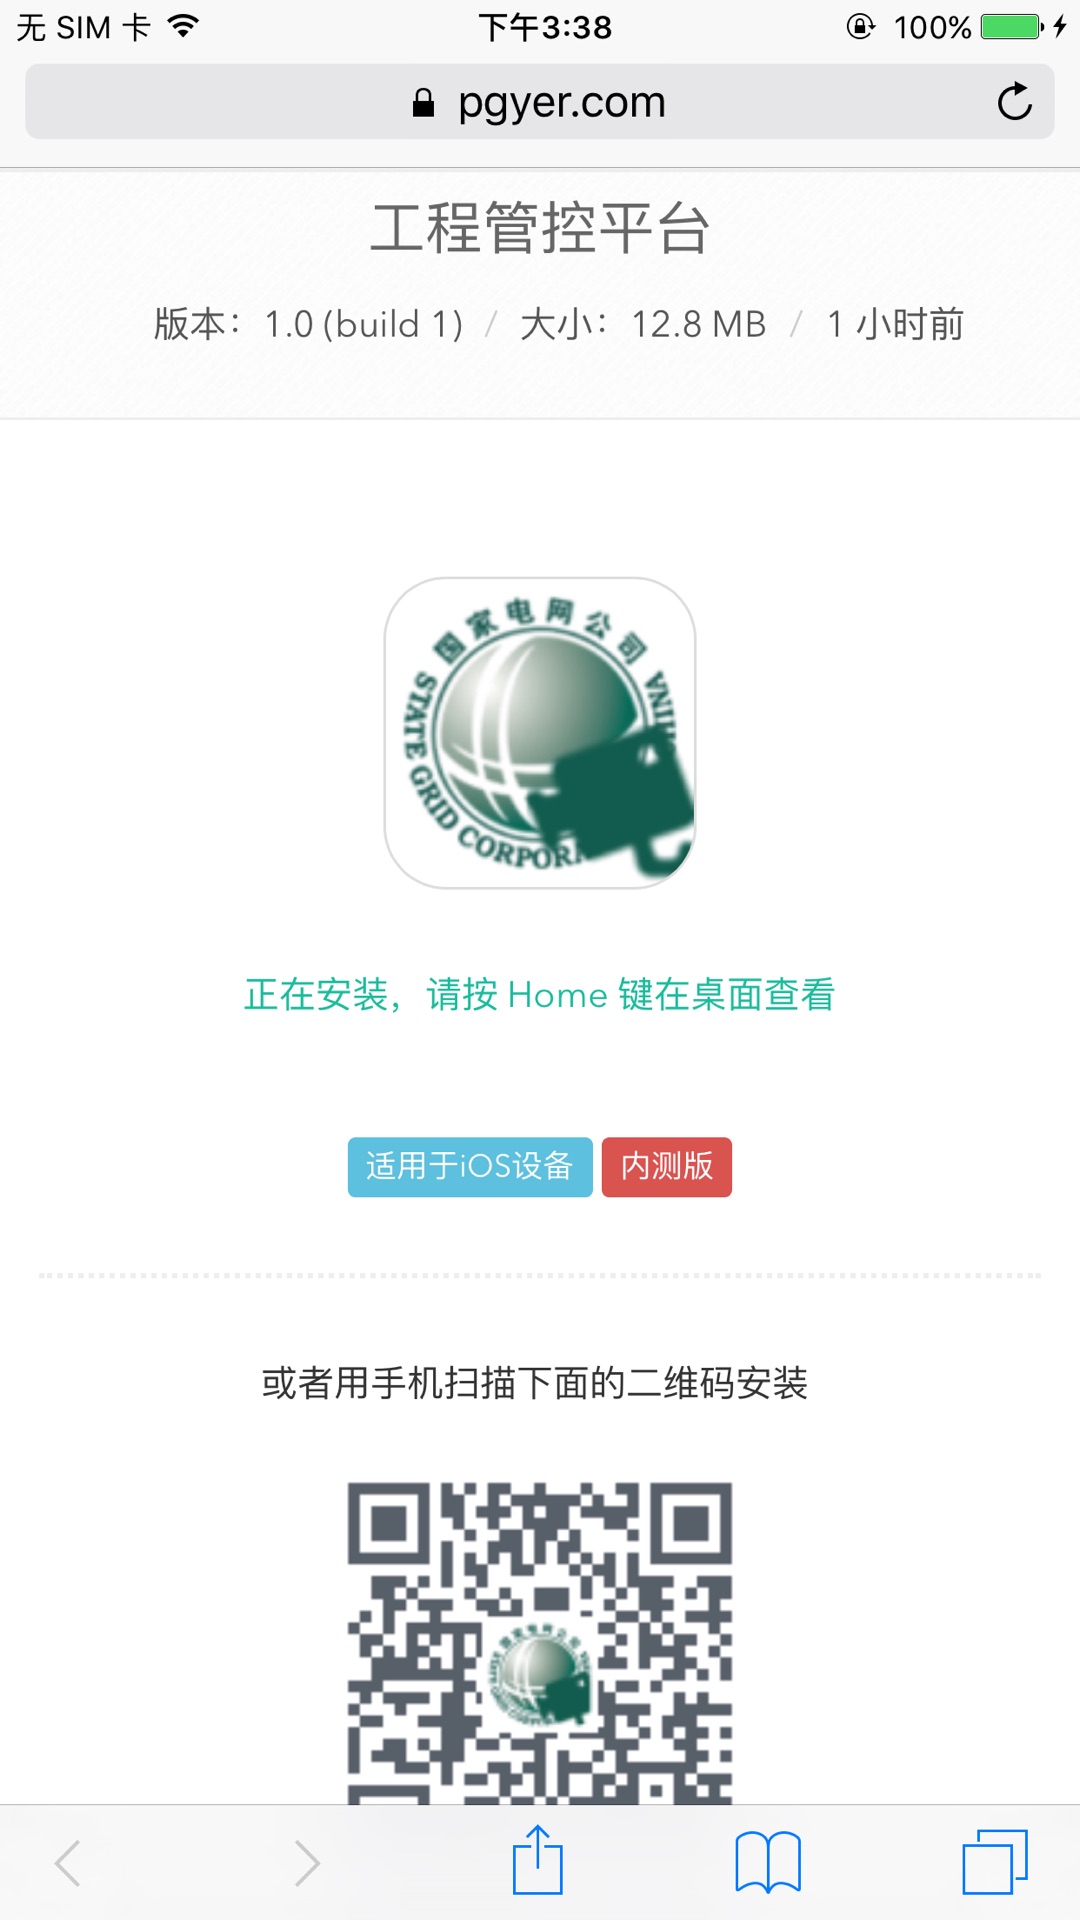 无 SIM 卡 下午3:38 100%
pgyer.com
工程管控平台
版本：1.0 (build 1) / 大小：12.8 MB / 1 小时前
国家电网公司
STATE GRID CORPORA HINA
正在安装，请按 Home 键在桌面查看
适用于iOS设备 内测版
或者用手机扫描下面的二维码安装